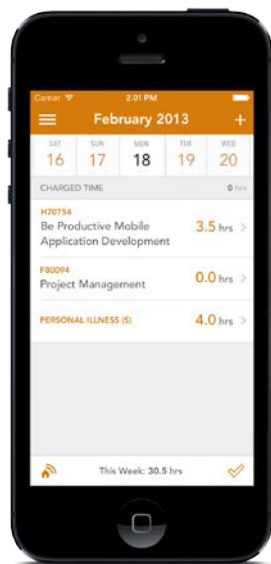 Carrier 2:01 PM
February 2013 +
SAT SUN MON TUE WED
16 17 18 19 20
CHARGED TIME 0 hrs
H70754
Be Productive Mobile
Application Development
3.5 hrs >
F80094
Project Management
0.0 hrs >
PERSONAL ILLNESS (S) 4.0 hrs >
This Week: 30.5 hrs